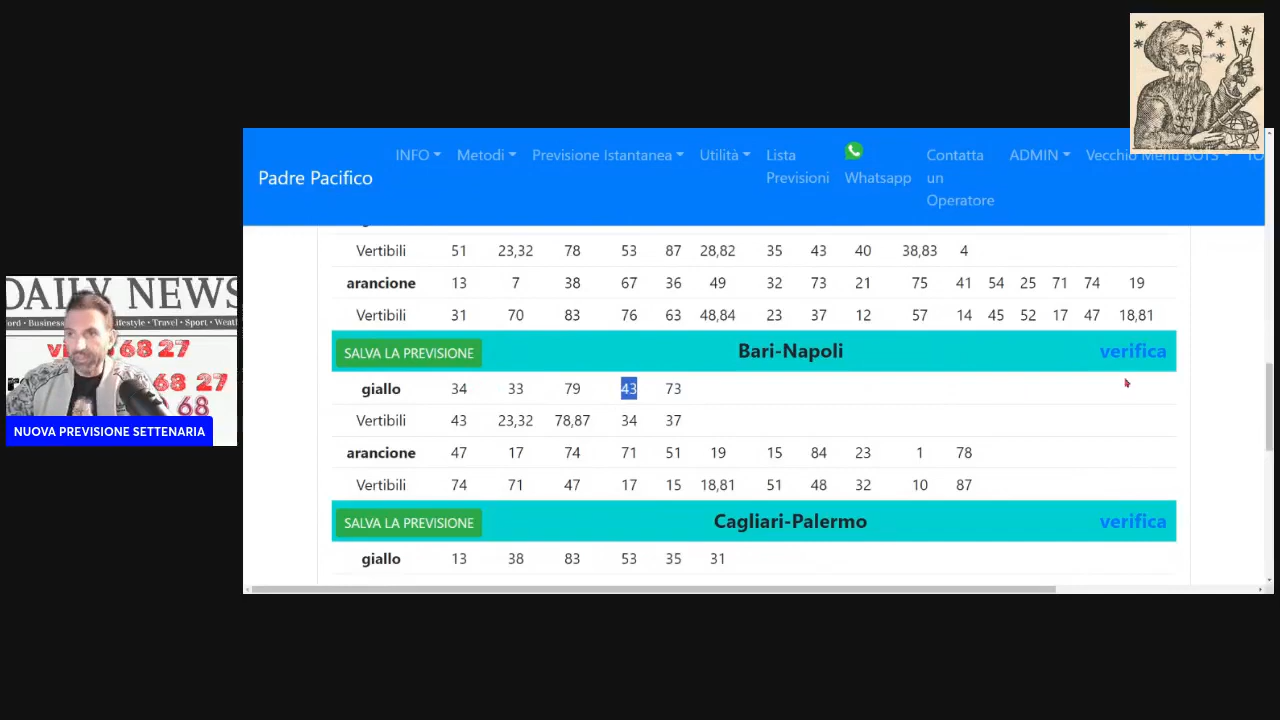 INFO Metodi Previsione Istantanea Utilità Lista Previsioni Whatsapp Contatta un Operatore ADMIN Vecchio Menu BOTS TO
Padre Pacifico
Vertibili 51 23,32 78 53 87 28,82 35 43 40 38,83 4
arancione 13 7 38 67 36 49 32 73 21 75 41 54 25 71 74 19
Vertibili 31 70 83 76 63 48,84 23 37 12 57 14 45 52 17 47 18,81
SALVA LA PREVISIONE Bari-Napoli verifica
giallo 34 33 79 43 73
Vertibili 43 23,32 78,87 34 37
arancione 47 17 74 71 51 19 15 84 23 1 78
Vertibili 74 71 47 17 15 18,81 51 48 32 10 87
SALVA LA PREVISIONE Cagliari-Palermo verifica
giallo 13 38 83 53 35 31
DAILY NEWS
Business lifestyle • Travel • Sport
68 27
68 27
68
NUOVA PREVISIONE SETTENARIA